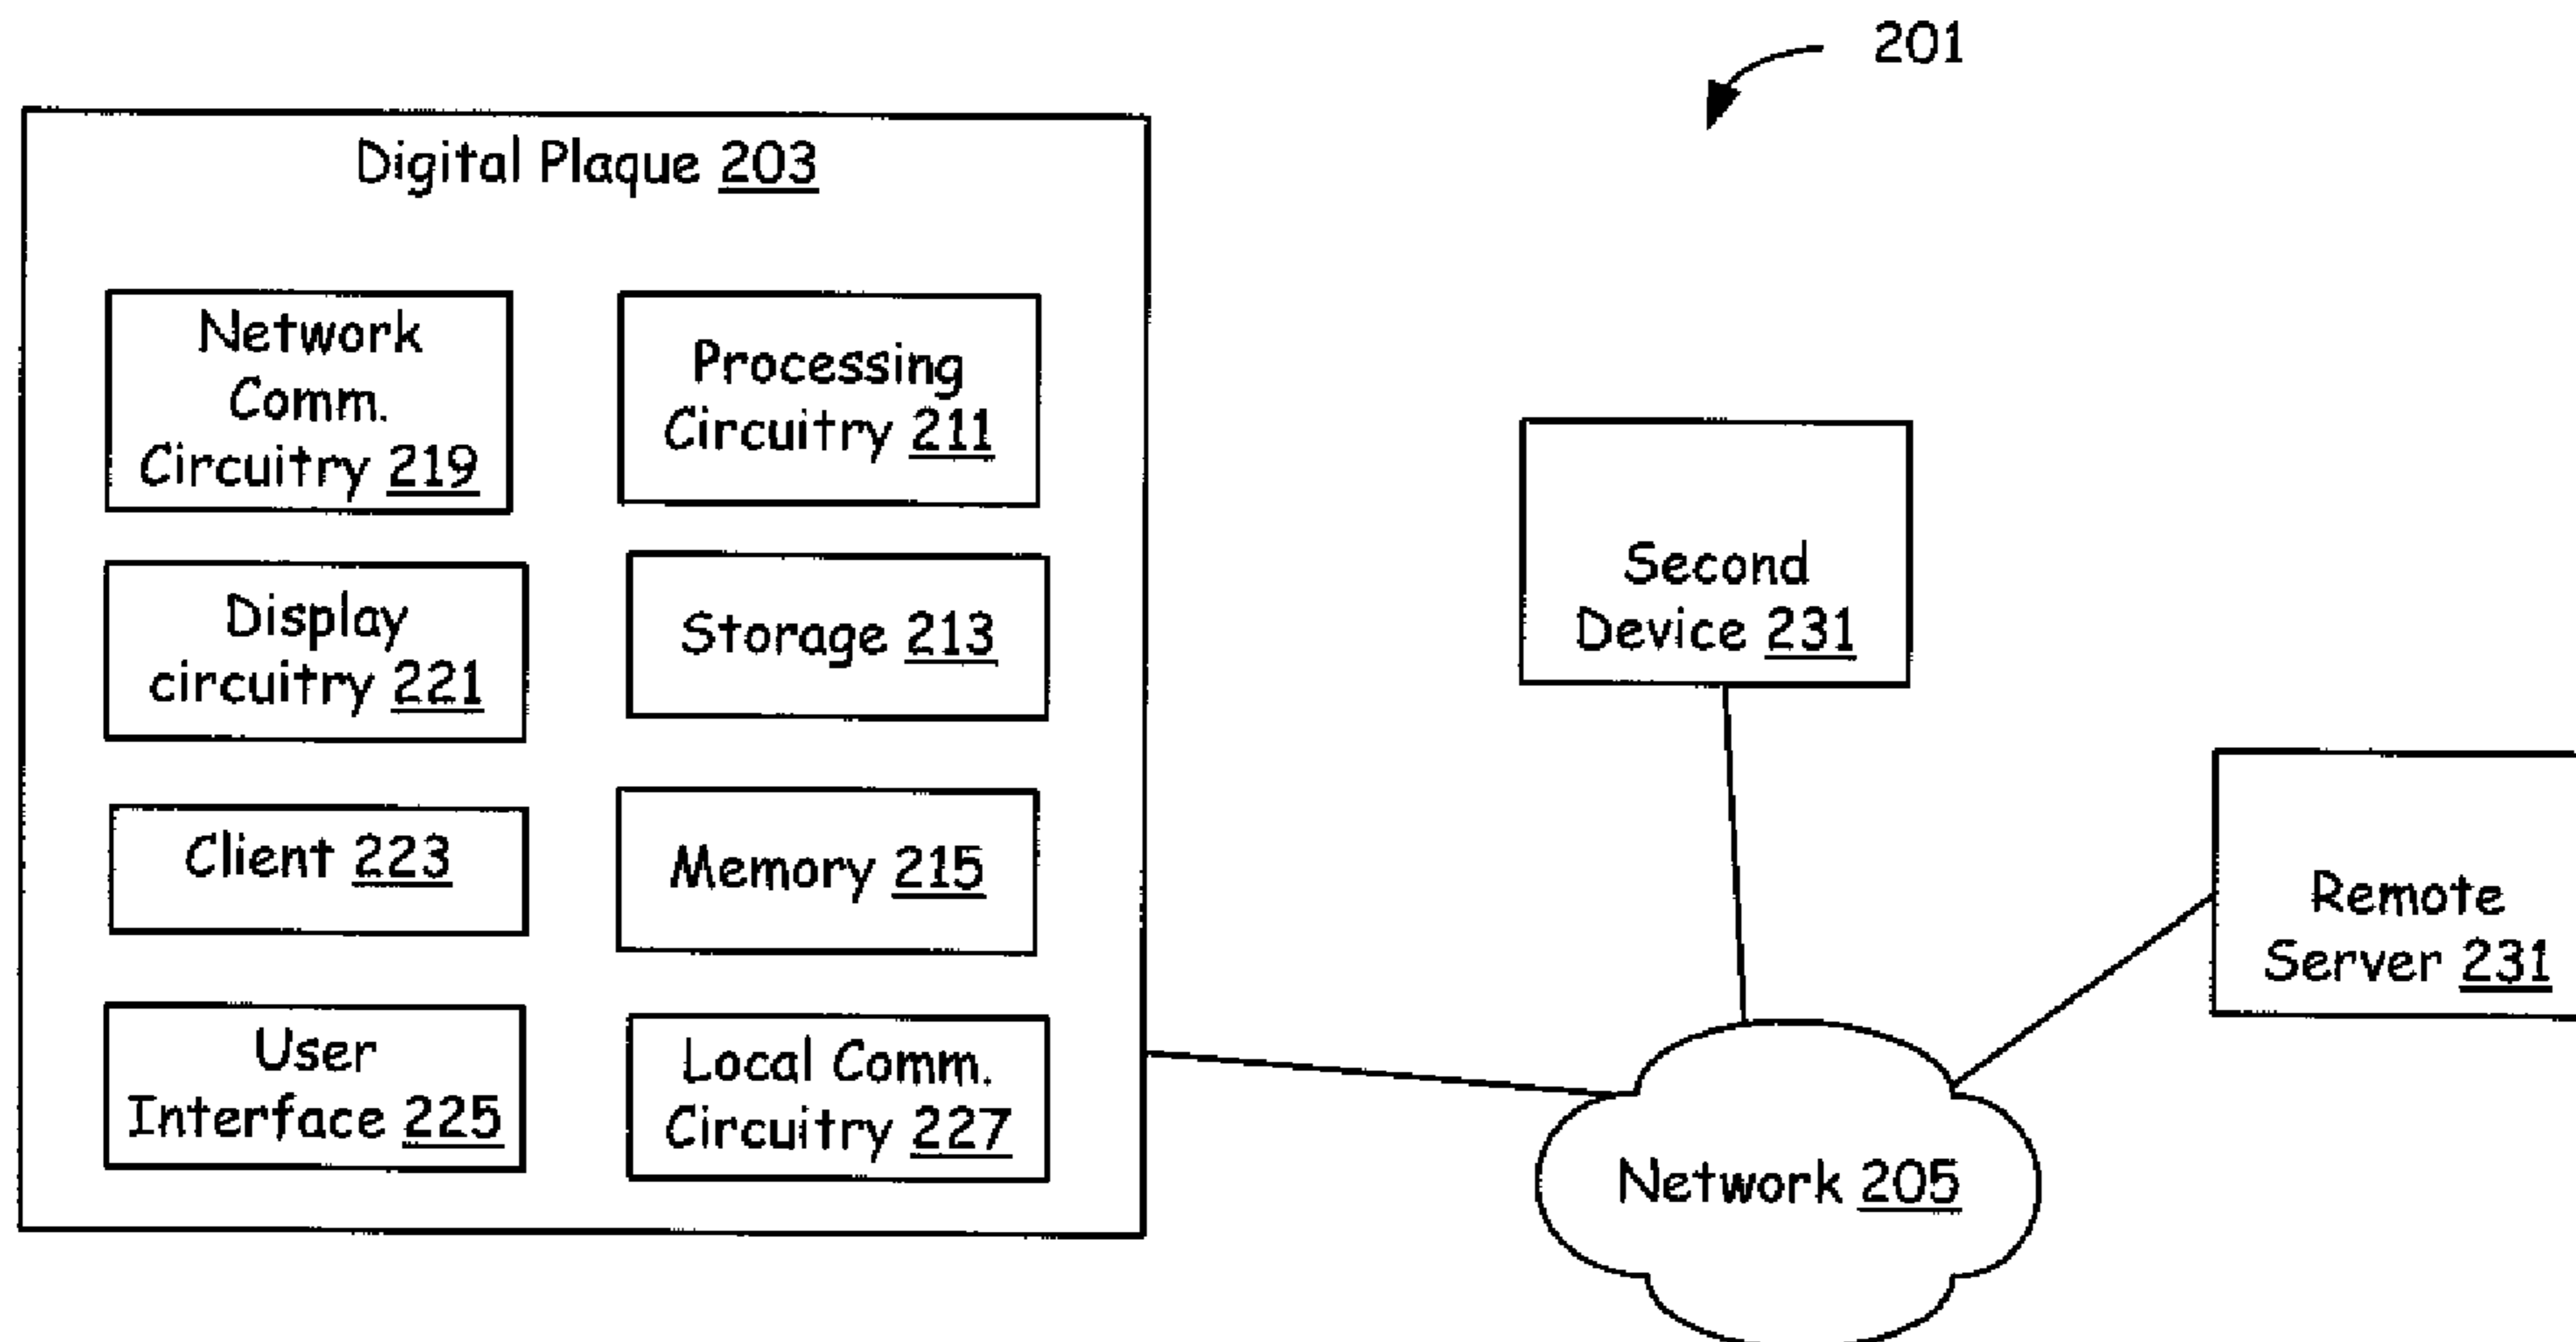 201
Digital Plaque 203
Network
Comm.
Circuitry 219
Processing
Circuitry 211
Display
circuitry 221
Storage 213
Client 223
Memory 215
User
Interface 225
Local Comm.
Circuitry 227
Second
Device 231
Remote
Server 231
Network 205